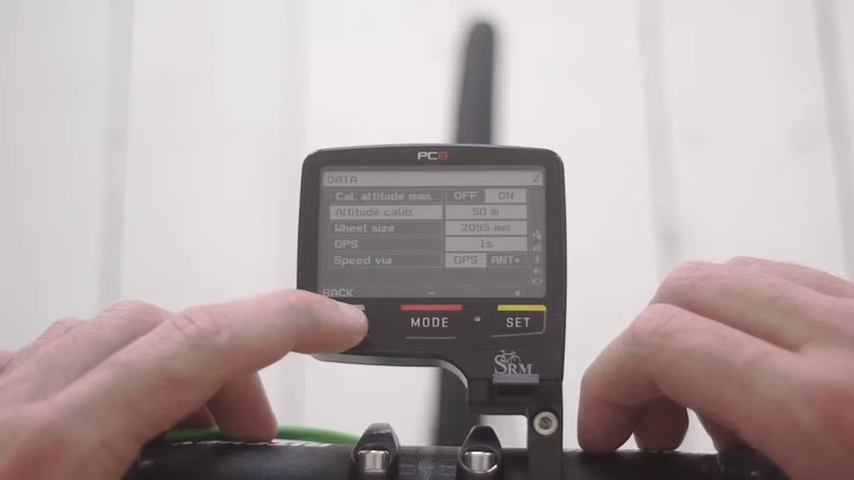 PC8
DATA 2
Cal. altitude man. OFF ON
Altitude calib. 50 m
Wheel size 2095 mm
GPS 1s
Speed via GPS ANT+
BACK - +
MODE SET
SRM